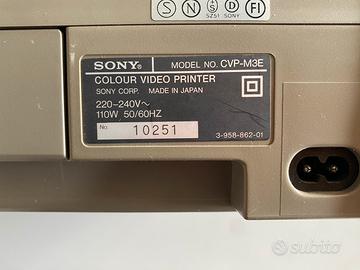 S N D FI
SZ51 SONY
SONY®
MODEL NO. CVP-M3E
COLOUR VIDEO PRINTER
SONY CORP. MADE IN JAPAN
220-240V~
110W 50/60HZ
No. 10251
3-958-862-01
subito